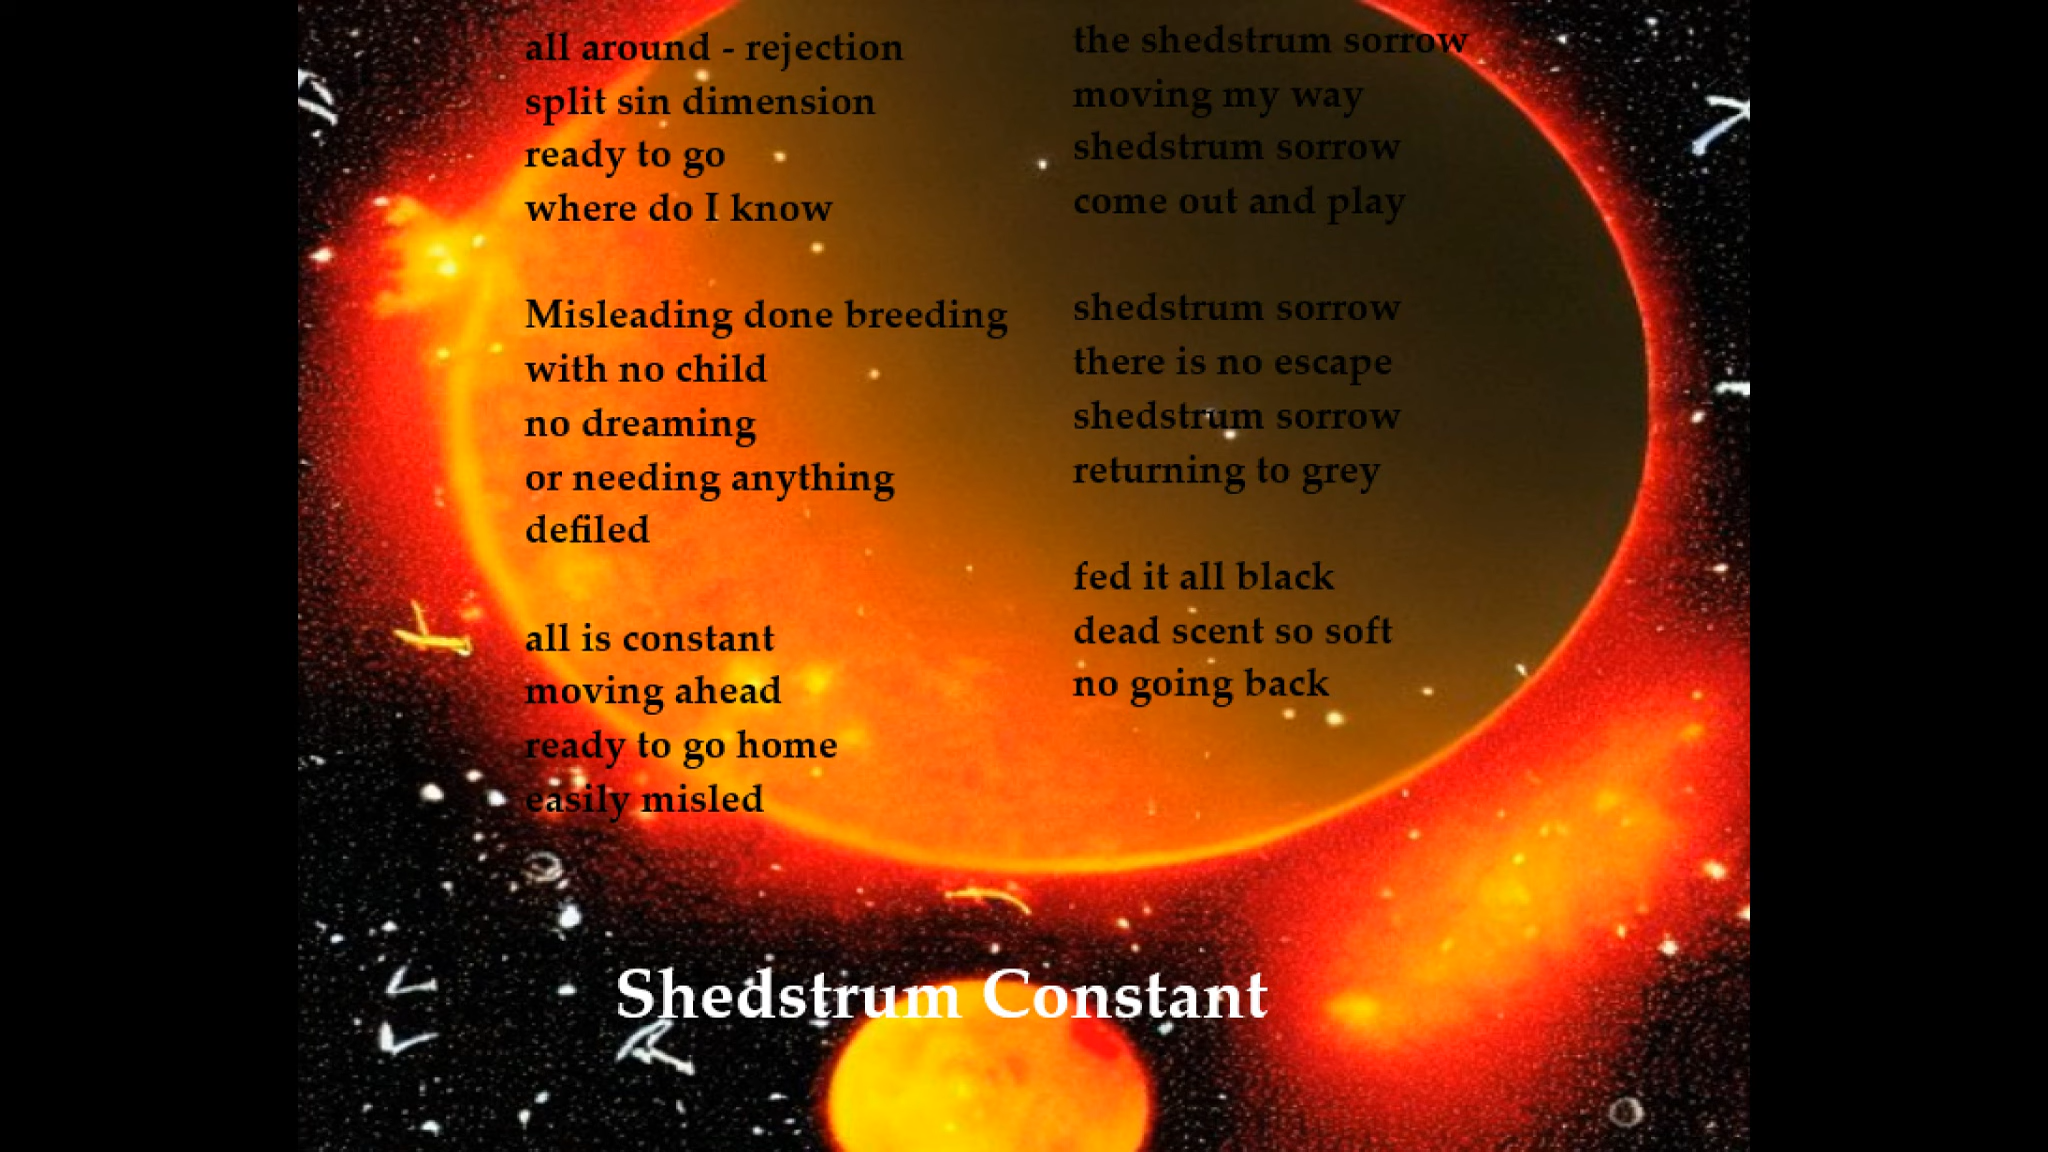 all around - rejection
split sin dimension
ready to go
where do I know
Misleading done breeding
with no child
no dreaming
or needing anything
defiled
all is constant
moving ahead
ready to go home
easily misled
the shedstrum sorrow
moving my way
shedstrum sorrow
come out and play
shedstrum sorrow
there is no escape
shedstrum sorrow
returning to grey
fed it all black
dead scent so soft
no going back
Shedstrum Constant